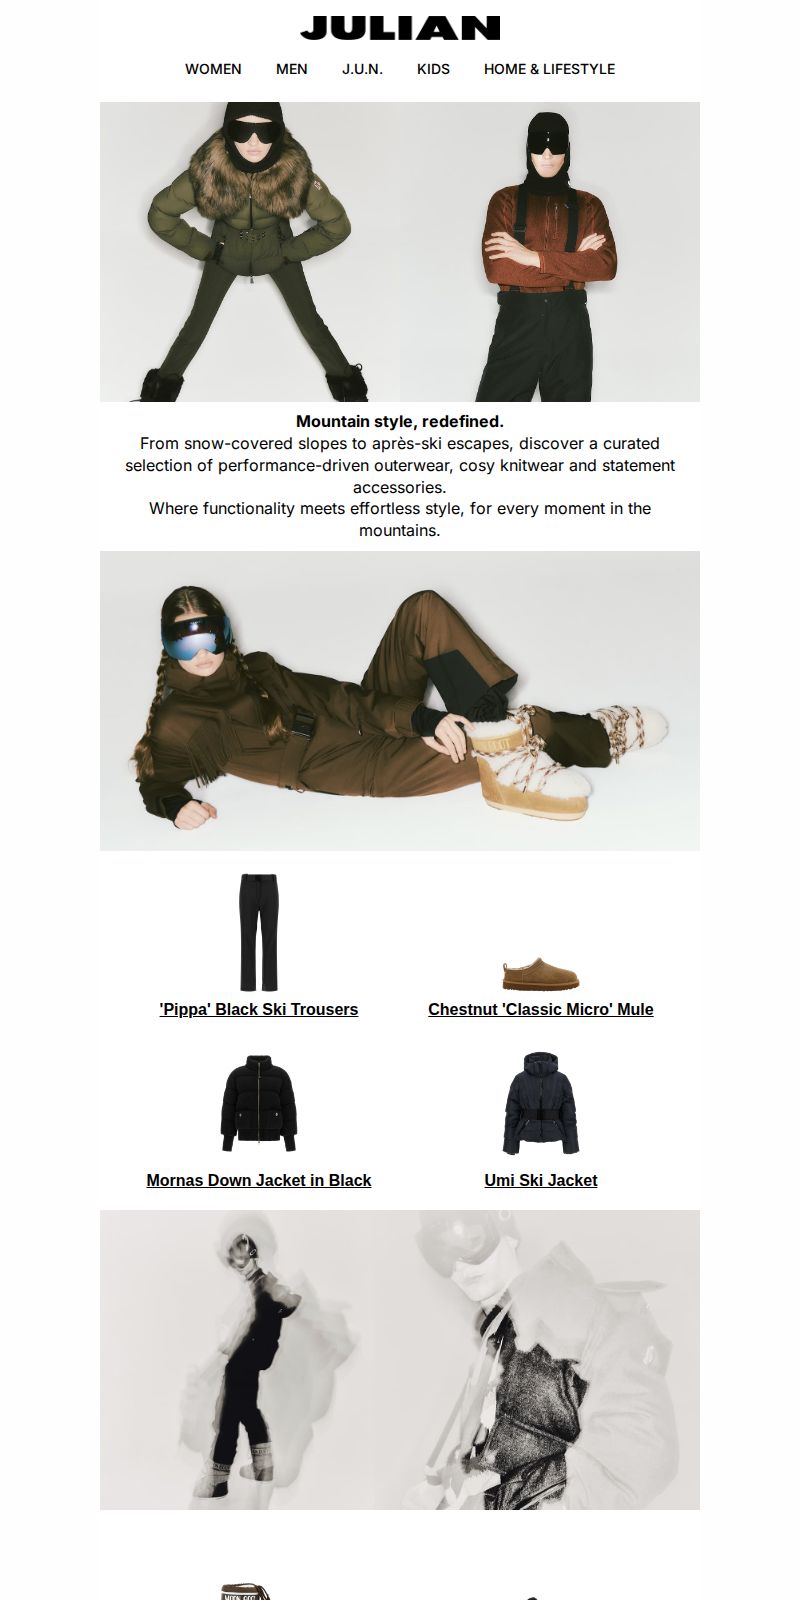 JULIAN
WOMEN MEN J.U.N. KIDS HOME & LIFESTYLE
Mountain style, redefined.
From snow-covered slopes to après-ski escapes, discover a curated
selection of performance-driven outerwear, cosy knitwear and statement
accessories.
Where functionality meets effortless style, for every moment in the
mountains.
'Pippa' Black Ski Trousers
Chestnut 'Classic Micro' Mule
Mornas Down Jacket in Black
Umi Ski Jacket